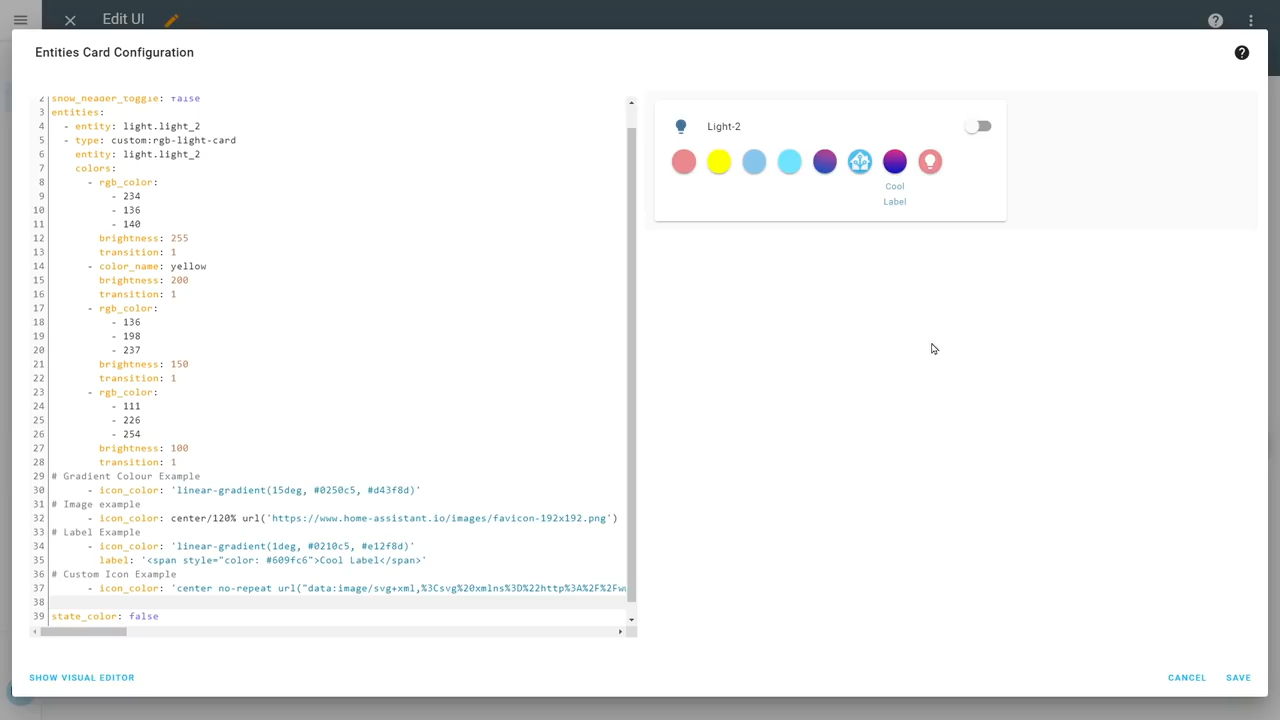 Edit UI
Entities Card Configuration
2 show_header_toggle: false
3 entities:
4 - entity: light.light_2
5 - type: custom:rgb-light-card
6 entity: light.light_2
7 colors:
8 - rgb_color:
9 - 234
10 - 136
11 - 140
12 brightness: 255
13 transition: 1
14 - color_name: yellow
15 brightness: 200
16 transition: 1
17 - rgb_color:
18 - 136
19 - 198
20 - 237
21 brightness: 150
22 transition: 1
23 - rgb_color:
24 - 111
25 - 226
26 - 254
27 brightness: 100
28 transition: 1
29 # Gradient Colour Example
30 - icon_color: 'linear-gradient(15deg, #0250c5, #d43f8d)'
31 # Image example
32 - icon_color: center/120% url('https://www.home-assistant.io/images/favicon-192x192.png')
33 # Label Example
34 - icon_color: 'linear-gradient(1deg, #0210c5, #e12f8d)'
35 label: '<span style="color: #609fc6">Cool Label</span>'
36 # Custom Icon Example
37 - icon_color: 'center no-repeat url("data:image/svg+xml,%3Csvg%20xmlns%3D%22http%3A%2F%2Fw
38
39 state_color: false
Light-2
Cool
Label
SHOW VISUAL EDITOR
CANCEL
SAVE